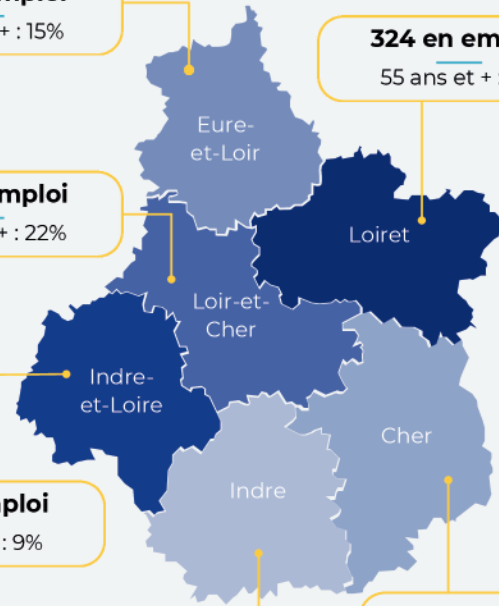 + : 15%
324 en em
55 ans et + :
Eure-
et-Loir
mploi
+ : 22%
Loiret
Loir-et-
Cher
Indre-
et-Loire
Cher
Indre
ploi
: 9%